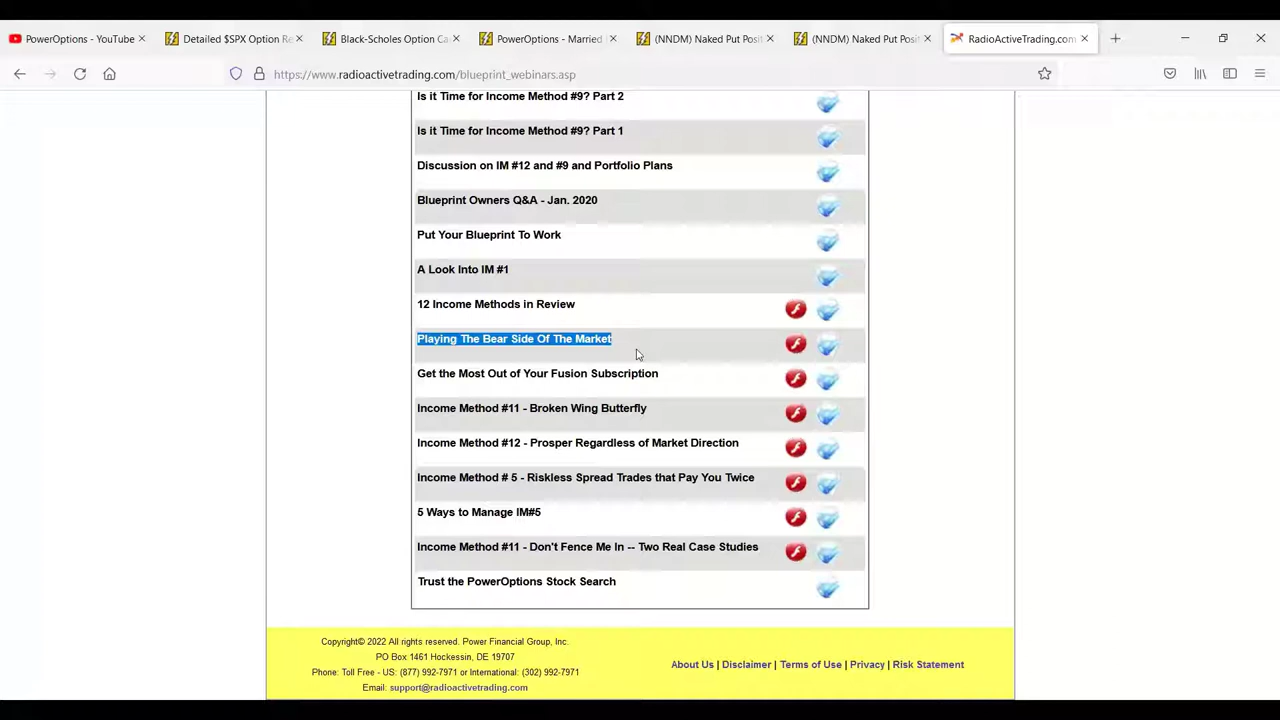 PowerOptions - YouTube
Detailed $SPX Option Re
Black-Scholes Option Ca
PowerOptions - Married
(NNDM) Naked Put Posit
(NNDM) Naked Put Posit
RadioActiveTrading.com
https://www.radioactivetrading.com/blueprint_webinars.asp
Is it Time for Income Method #9? Part 2
Is it Time for Income Method #9? Part 1
Discussion on IM #12 and #9 and Portfolio Plans
Blueprint Owners Q&A - Jan. 2020
Put Your Blueprint To Work
A Look Into IM #1
12 Income Methods in Review
Playing The Bear Side Of The Market
Get the Most Out of Your Fusion Subscription
Income Method #11 - Broken Wing Butterfly
Income Method #12 - Prosper Regardless of Market Direction
Income Method # 5 - Riskless Spread Trades that Pay You Twice
5 Ways to Manage IM#5
Income Method #11 - Don't Fence Me In -- Two Real Case Studies
Trust the PowerOptions Stock Search
Copyright© 2022 All rights reserved. Power Financial Group, Inc.
PO Box 1461 Hockessin, DE 19707
Phone: Toll Free - US: (877) 992-7971 or International: (302) 992-7971
Email: support@radioactivetrading.com
About Us | Disclaimer | Terms of Use | Privacy | Risk Statement